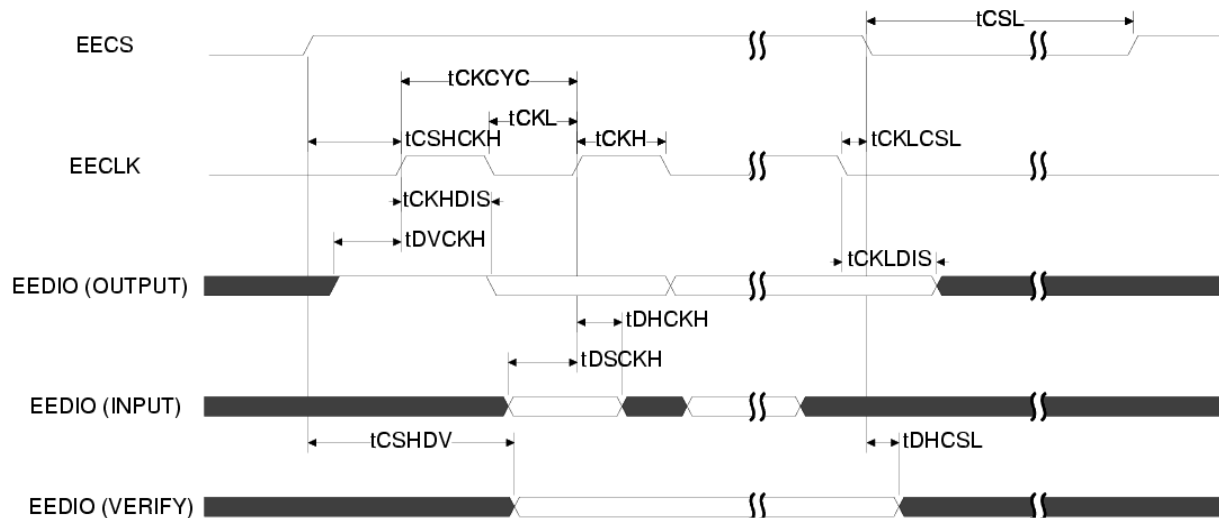 tCSL
EECS
tCKCYC
tCKL
tCSHCKH
tCKH
tCKLCSL
EECLK
tCKHDIS
tDVCKH
tCKLDIS
EEDIO (OUTPUT)
tDHCKH
tDSCKH
EEDIO (INPUT)
tCSHDV
tDHCSL
EEDIO (VERIFY)